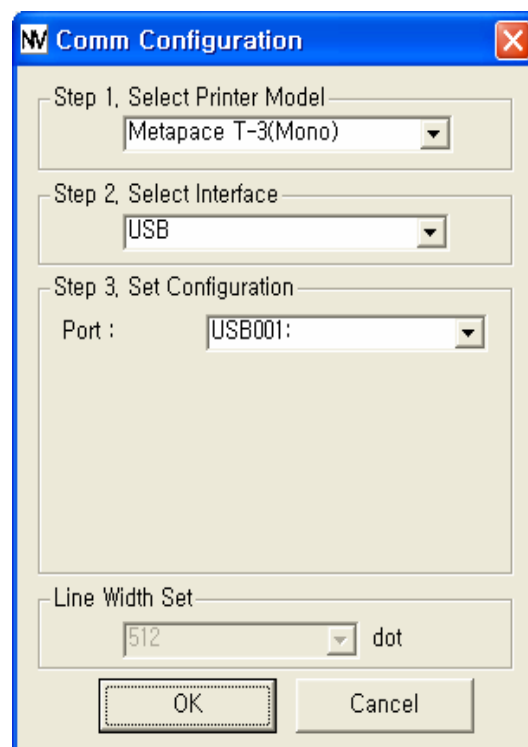 NV Comm Configuration
Step 1, Select Printer Model
Metapace T-3(Mono)
Step 2, Select Interface
USB
Step 3, Set Configuration
Port : USB001:
Line Width Set
512 dot
OK Cancel